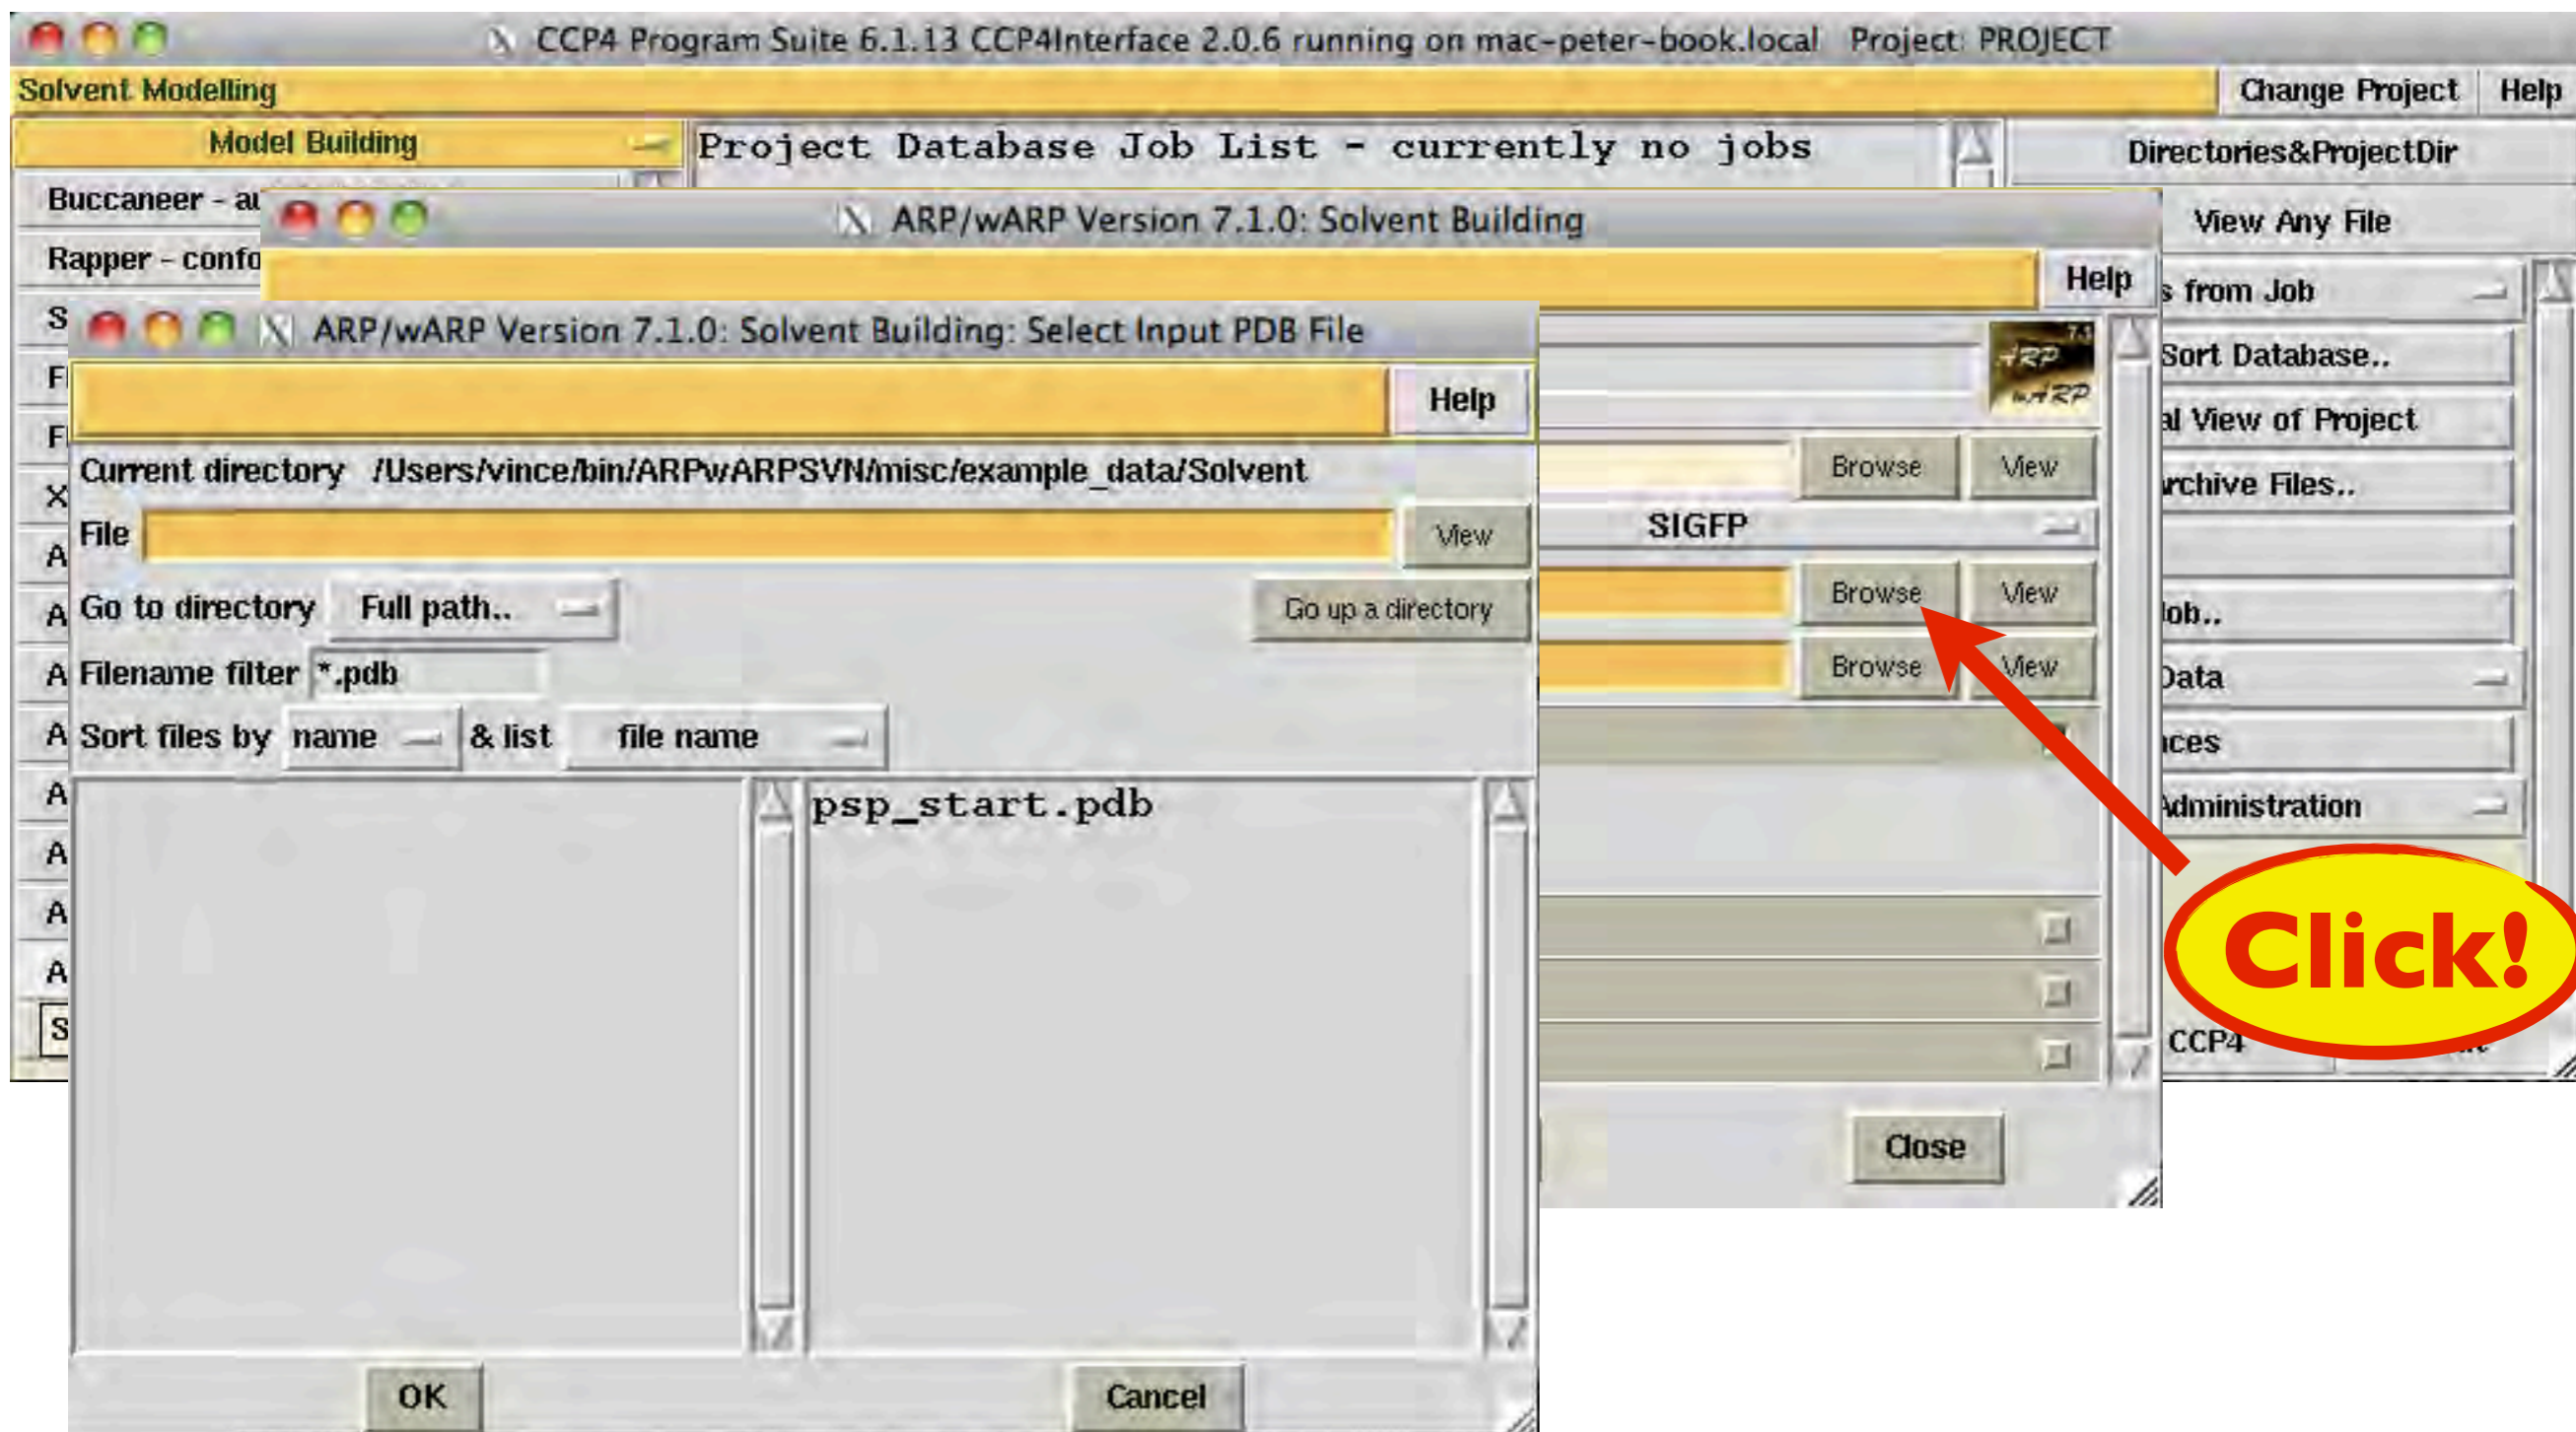 CCP4 Program Suite 6.1.13 CCP4Interface 2.0.6 running on mac-peter-book.local Project: PROJECT
Solvent Modelling
Change Project
Help
Model Building
Project Database Job List - currently no jobs
Directories&ProjectDir
Buccaneer - au
View Any File
Rapper - confo
ARP/wARP Version 7.1.0: Solvent Building
Help
s from Job
Sort Database..
al View of Project
rchive Files..
ob..
Data
nces
Administration
CCP4
7.1
ARP
wARP
Browse
View
SIGFP
Browse
View
Browse
View
Close
S
F
F
X
A
A
A
A
A
A
A
A
S
ARP/wARP Version 7.1.0: Solvent Building: Select Input PDB File
Help
Current directory /Users/vince/bin/ARPwARPSVN/misc/example_data/Solvent
File
View
Go to directory Full path..
Go up a directory
Filename filter *.pdb
Sort files by name & list file name
psp_start.pdb
OK
Cancel
Click!